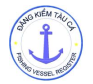 ĐĂNG KIỂM TÀU CÁ
FISHING VESSEL REGISTER